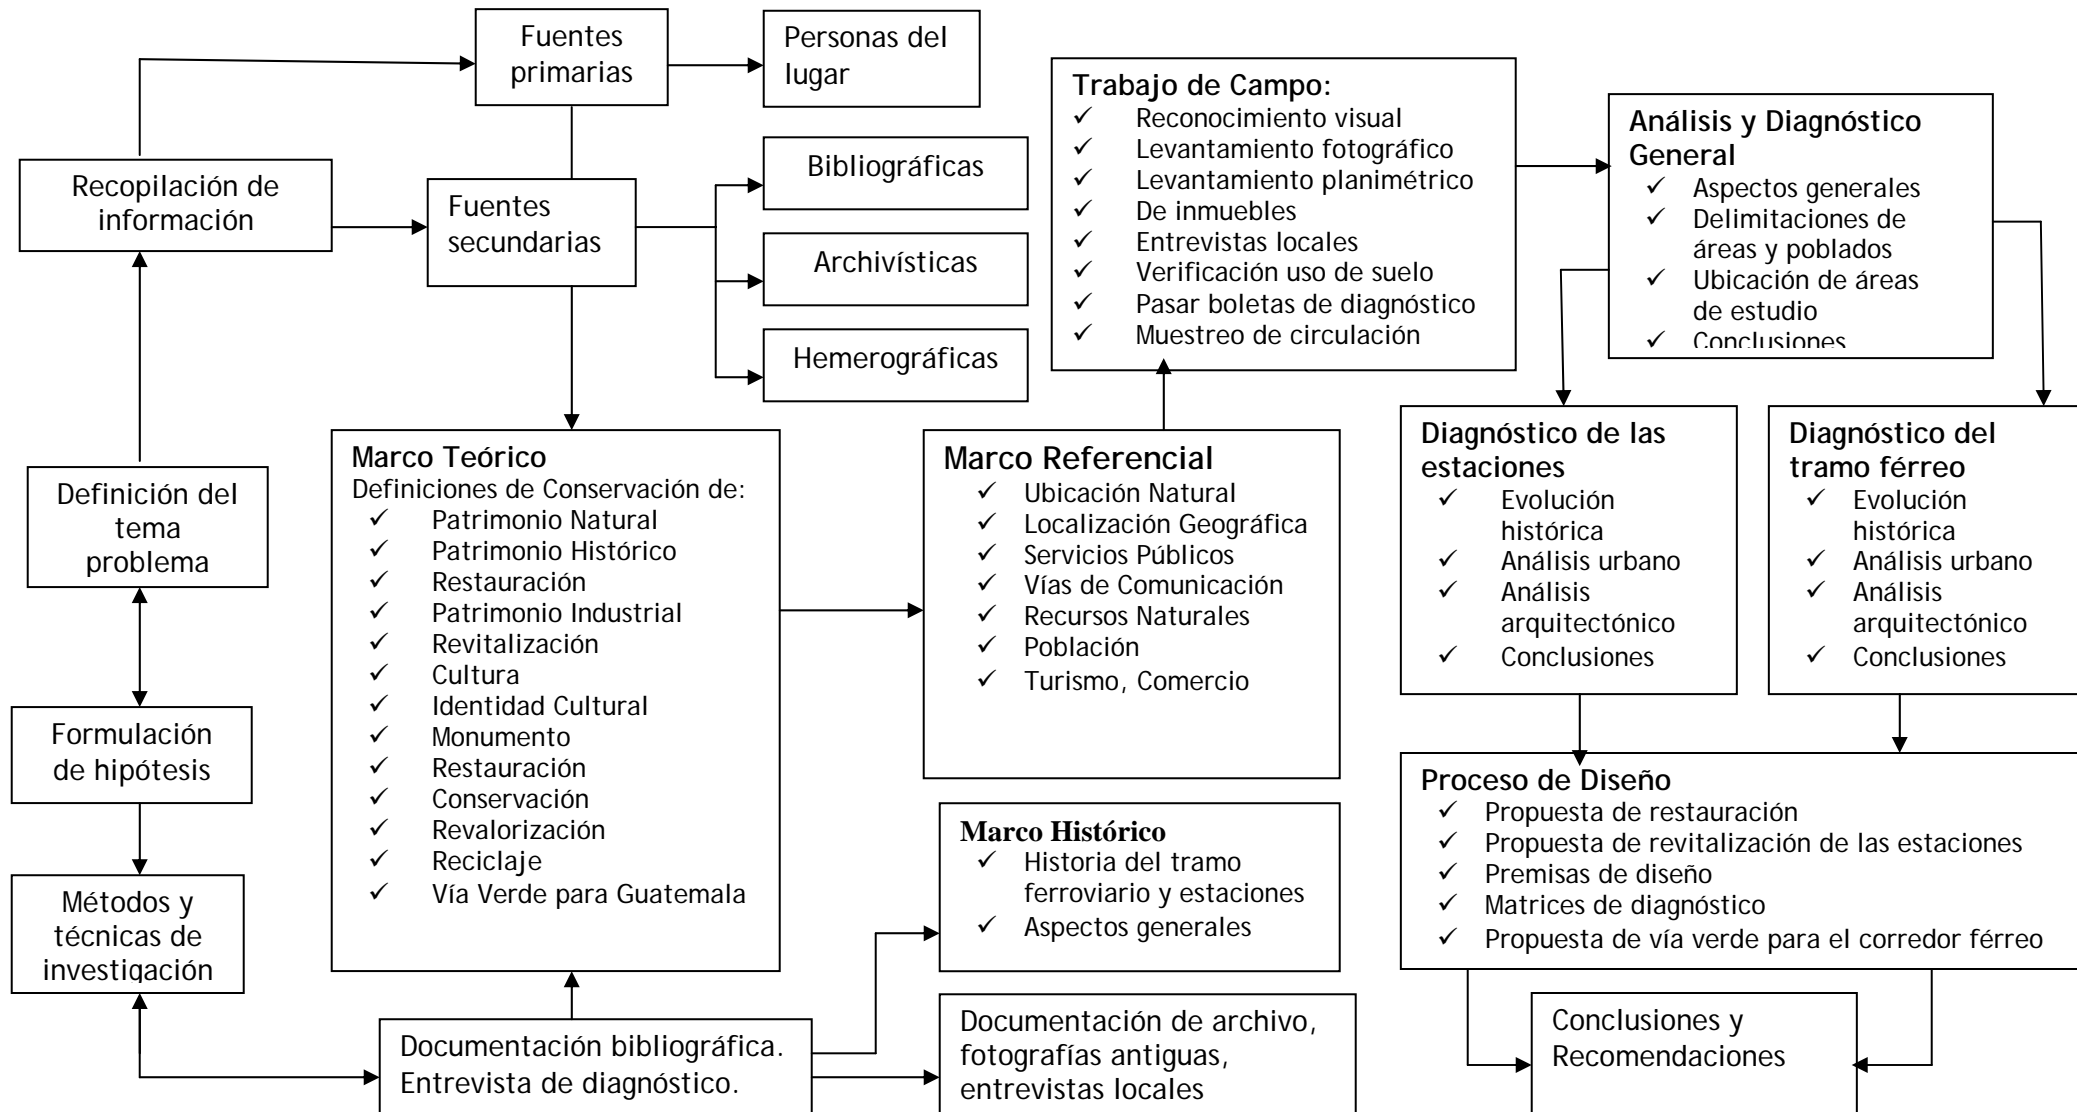 Fuentes
primarias
Personas del
lugar
Recopilación de
información
Fuentes
secundarias
Bibliográficas
Archivísticas
Hemerográficas
Definición del
tema
problema
Formulación
de hipótesis
Métodos y
técnicas de
investigación
Marco Teórico
Definiciones de Conservación de:
✓ Patrimonio Natural
✓ Patrimonio Histórico
✓ Restauración
✓ Patrimonio Industrial
✓ Revitalización
✓ Cultura
✓ Identidad Cultural
✓ Monumento
✓ Restauración
✓ Conservación
✓ Revalorización
✓ Reciclaje
✓ Vía Verde para Guatemala
Documentación bibliográfica.
Entrevista de diagnóstico.
Marco Referencial
✓ Ubicación Natural
✓ Localización Geográfica
✓ Servicios Públicos
✓ Vías de Comunicación
✓ Recursos Naturales
✓ Población
✓ Turismo, Comercio
Marco Histórico
✓ Historia del tramo
ferroviario y estaciones
✓ Aspectos generales
Documentación de archivo,
fotografías antiguas,
entrevistas locales
Trabajo de Campo:
✓ Reconocimiento visual
✓ Levantamiento fotográfico
✓ Levantamiento planimétrico
✓ De inmuebles
✓ Entrevistas locales
✓ Verificación uso de suelo
✓ Pasar boletas de diagnóstico
✓ Muestreo de circulación
Análisis y Diagnóstico
General
✓ Aspectos generales
✓ Delimitaciones de
áreas y poblados
✓ Ubicación de áreas
de estudio
✓ Conclusiones
Diagnóstico de las
estaciones
✓ Evolución
histórica
✓ Análisis urbano
✓ Análisis
arquitectónico
✓ Conclusiones
Diagnóstico del
tramo férreo
✓ Evolución
histórica
✓ Análisis urbano
✓ Análisis
arquitectónico
✓ Conclusiones
Proceso de Diseño
✓ Propuesta de restauración
✓ Propuesta de revitalización de las estaciones
✓ Premisas de diseño
✓ Matrices de diagnóstico
✓ Propuesta de vía verde para el corredor férreo
Conclusiones y
Recomendaciones